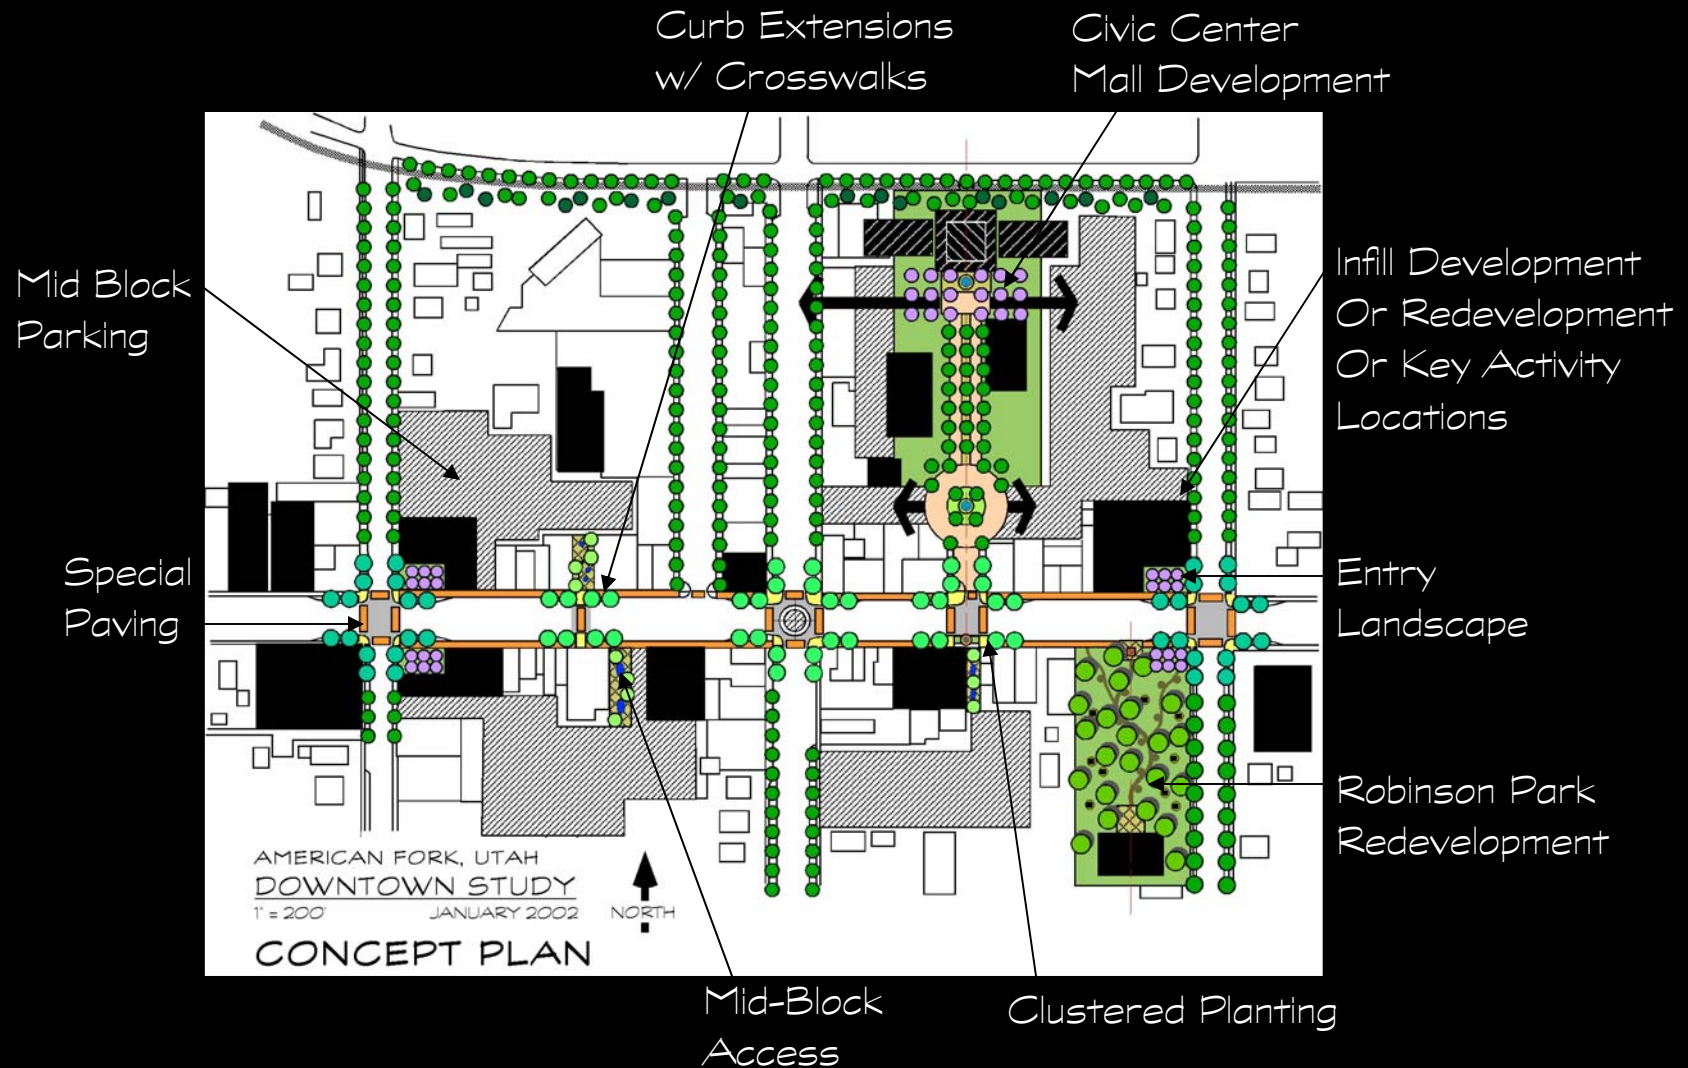 Curb Extensions
w/ Crosswalks
Civic Center
Mall Development
Mid Block
Parking
Infill Development
Or Redevelopment
Or Key Activity
Locations
Special
Paving
Entry
Landscape
Robinson Park
Redevelopment
AMERICAN FORK, UTAH
DOWNTOWN STUDY
1" = 200' JANUARY 2002
NORTH
CONCEPT PLAN
Mid-Block
Access
Clustered Planting